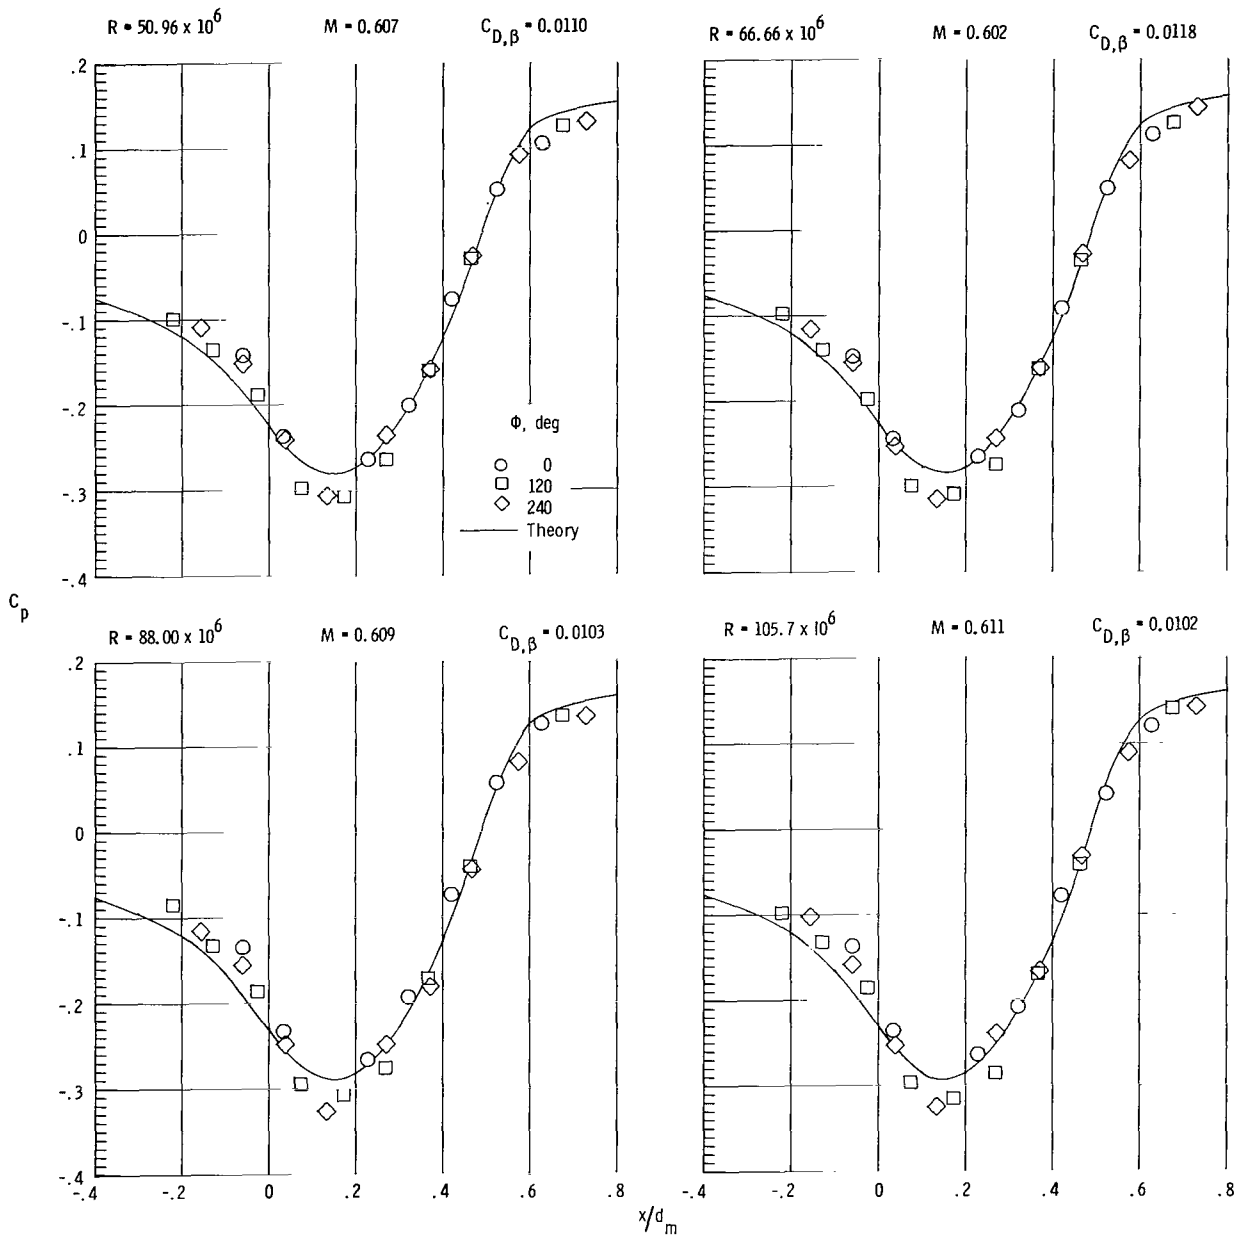 R = 50.96 x 10^6 M = 0.607 C_D,β = 0.0110
R = 66.66 x 10^6 M = 0.602 C_D,β = 0.0118
.2
.1
0
-.1
-.2
-.3
-.4
Φ, deg
0
120
240
Theory
C_p
R = 88.00 x 10^6 M = 0.609 C_D,β = 0.0103
R = 105.7 x 10^6 M = 0.611 C_D,β = 0.0102
.2
.1
0
-.1
-.2
-.3
-.4
-.4 -.2 0 .2 .4 .6 .8
-.4 -.2 0 .2 .4 .6 .8
x/d_m